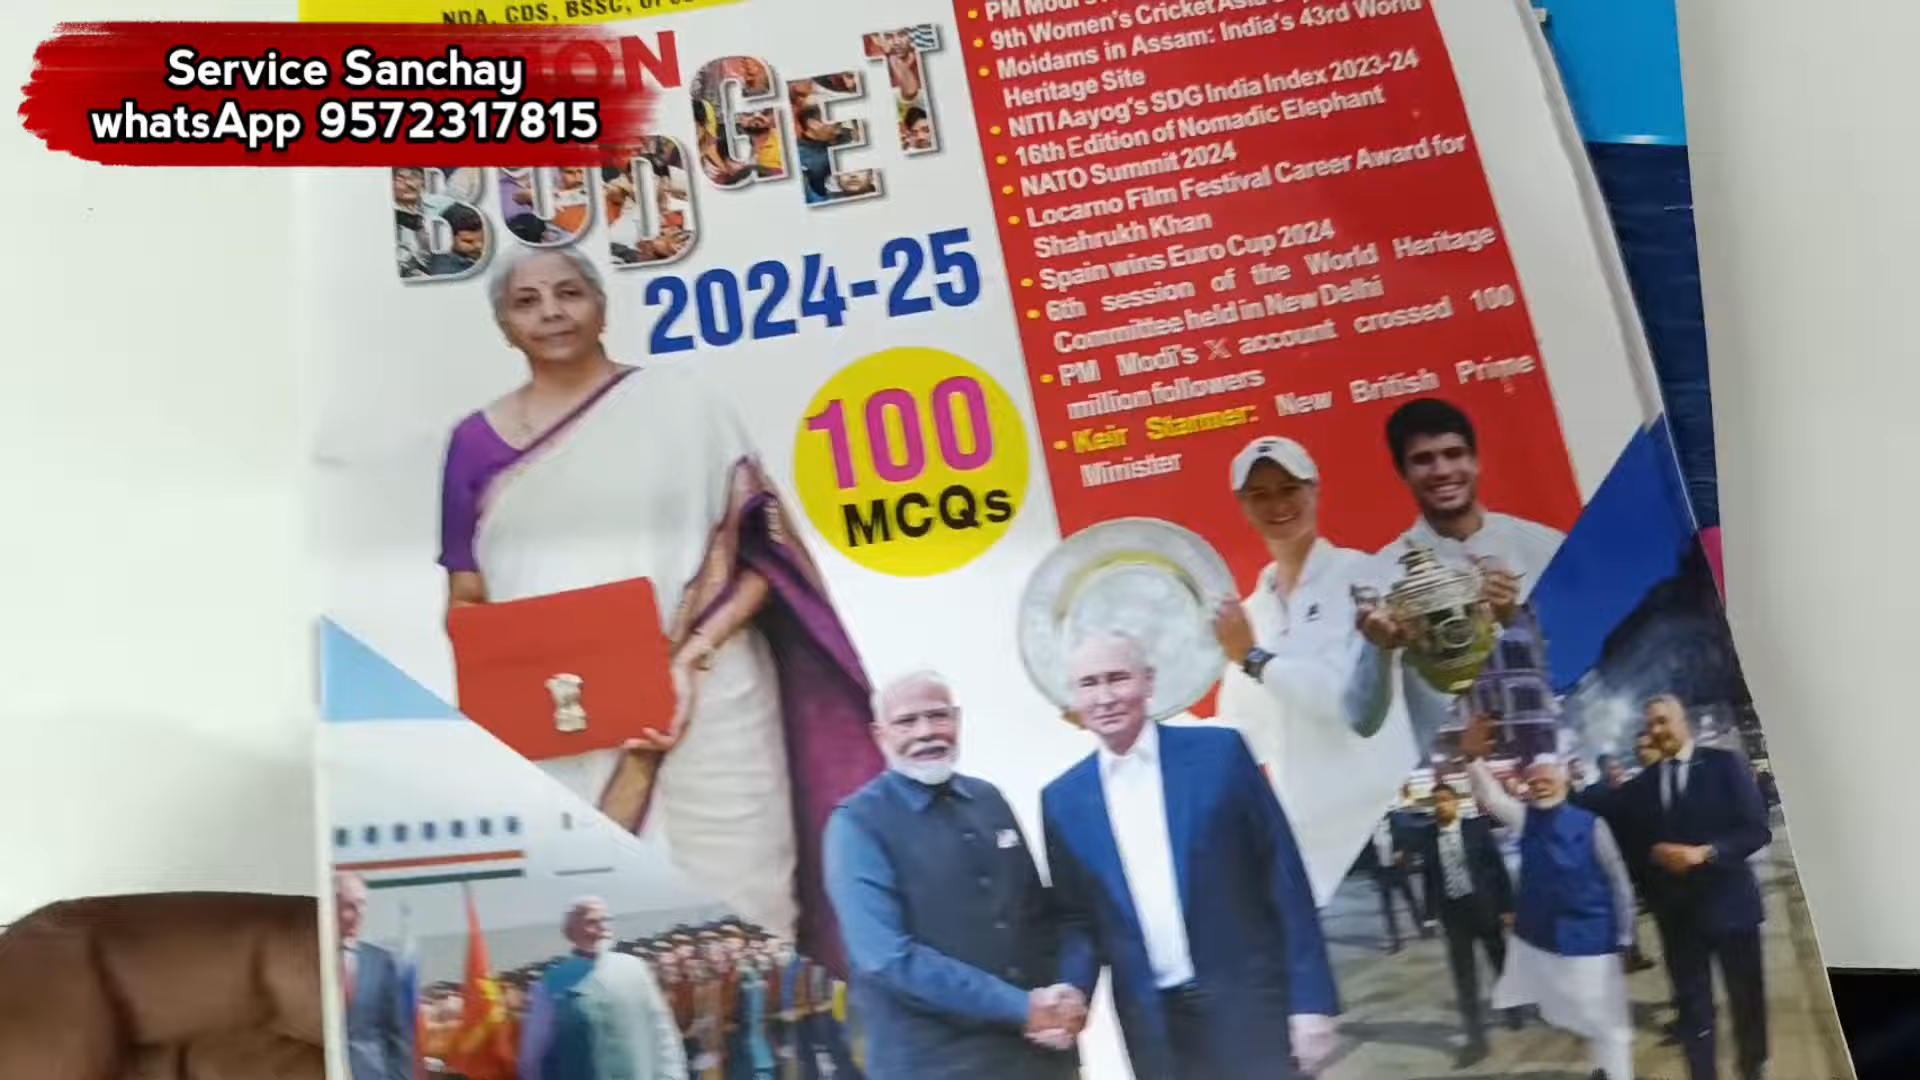 Service Sanchay
whatsApp 9572317815
NDA, CDS, BSSC,
BUDGET
2024-25
100
MCQs
• PM Modi's
• 9th Women's Cricket Asia
• Moidams in Assam: India's 43rd World
Heritage Site
• NITI Aayog's SDG India Index 2023-24
• 16th Edition of Nomadic Elephant
• NATO Summit 2024
• Locarno Film Festival Career Award for
Shahrukh Khan
• Spain wins Euro Cup 2024
• 6th session of the World Heritage
Committee held in New Delhi
• PM Modi's X account crossed 100
million followers
• Keir Starmer: New British Prime
Minister